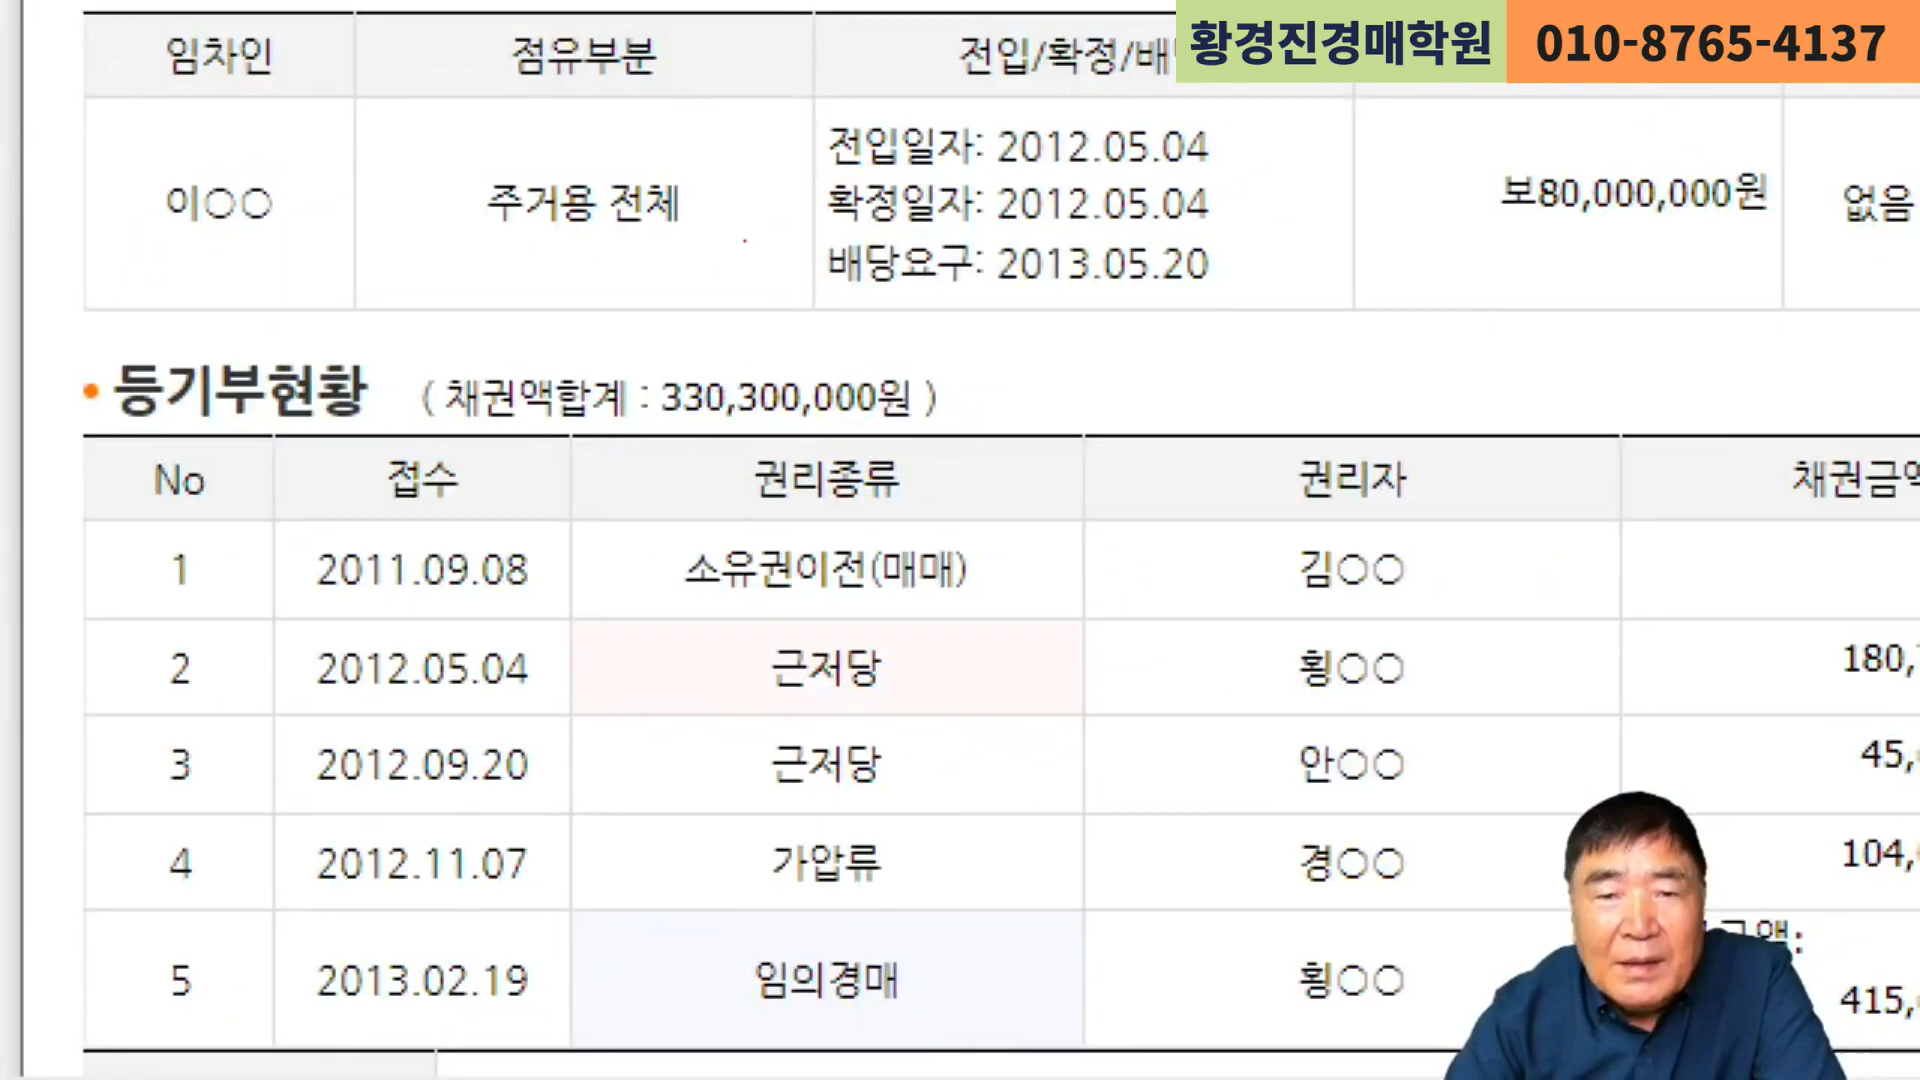 황경진경매학원 010-8765-4137
임차인 점유부분 전입/확정/배
이○○ 주거용 전체 전입일자: 2012.05.04
확정일자: 2012.05.04
배당요구: 2013.05.20
보80,000,000원 없음
• 등기부현황 ( 채권액합계 : 330,300,000원 )
No 접수 권리종류 권리자 채권금액
1 2011.09.08 소유권이전(매매) 김○○
2 2012.05.04 근저당 횡○○ 180,
3 2012.09.20 근저당 안○○ 45,
4 2012.11.07 가압류 경○○ 104,
5 2013.02.19 임의경매 횡○○ 415,